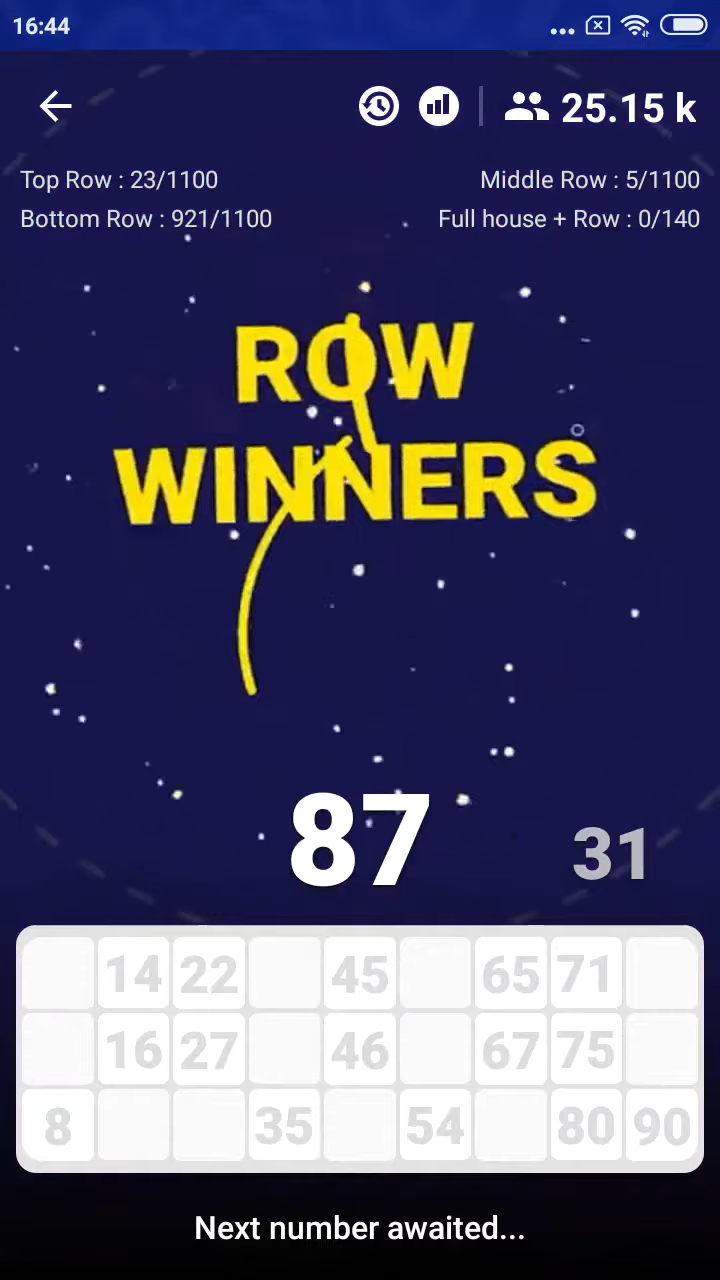 16:44
25.15 k
Top Row : 23/1100 Middle Row : 5/1100
Bottom Row : 921/1100 Full house + Row : 0/140
ROW
WINNERS
87 31
14 22 45 65 71
16 27 46 67 75
8 35 54 80 90
Next number awaited...